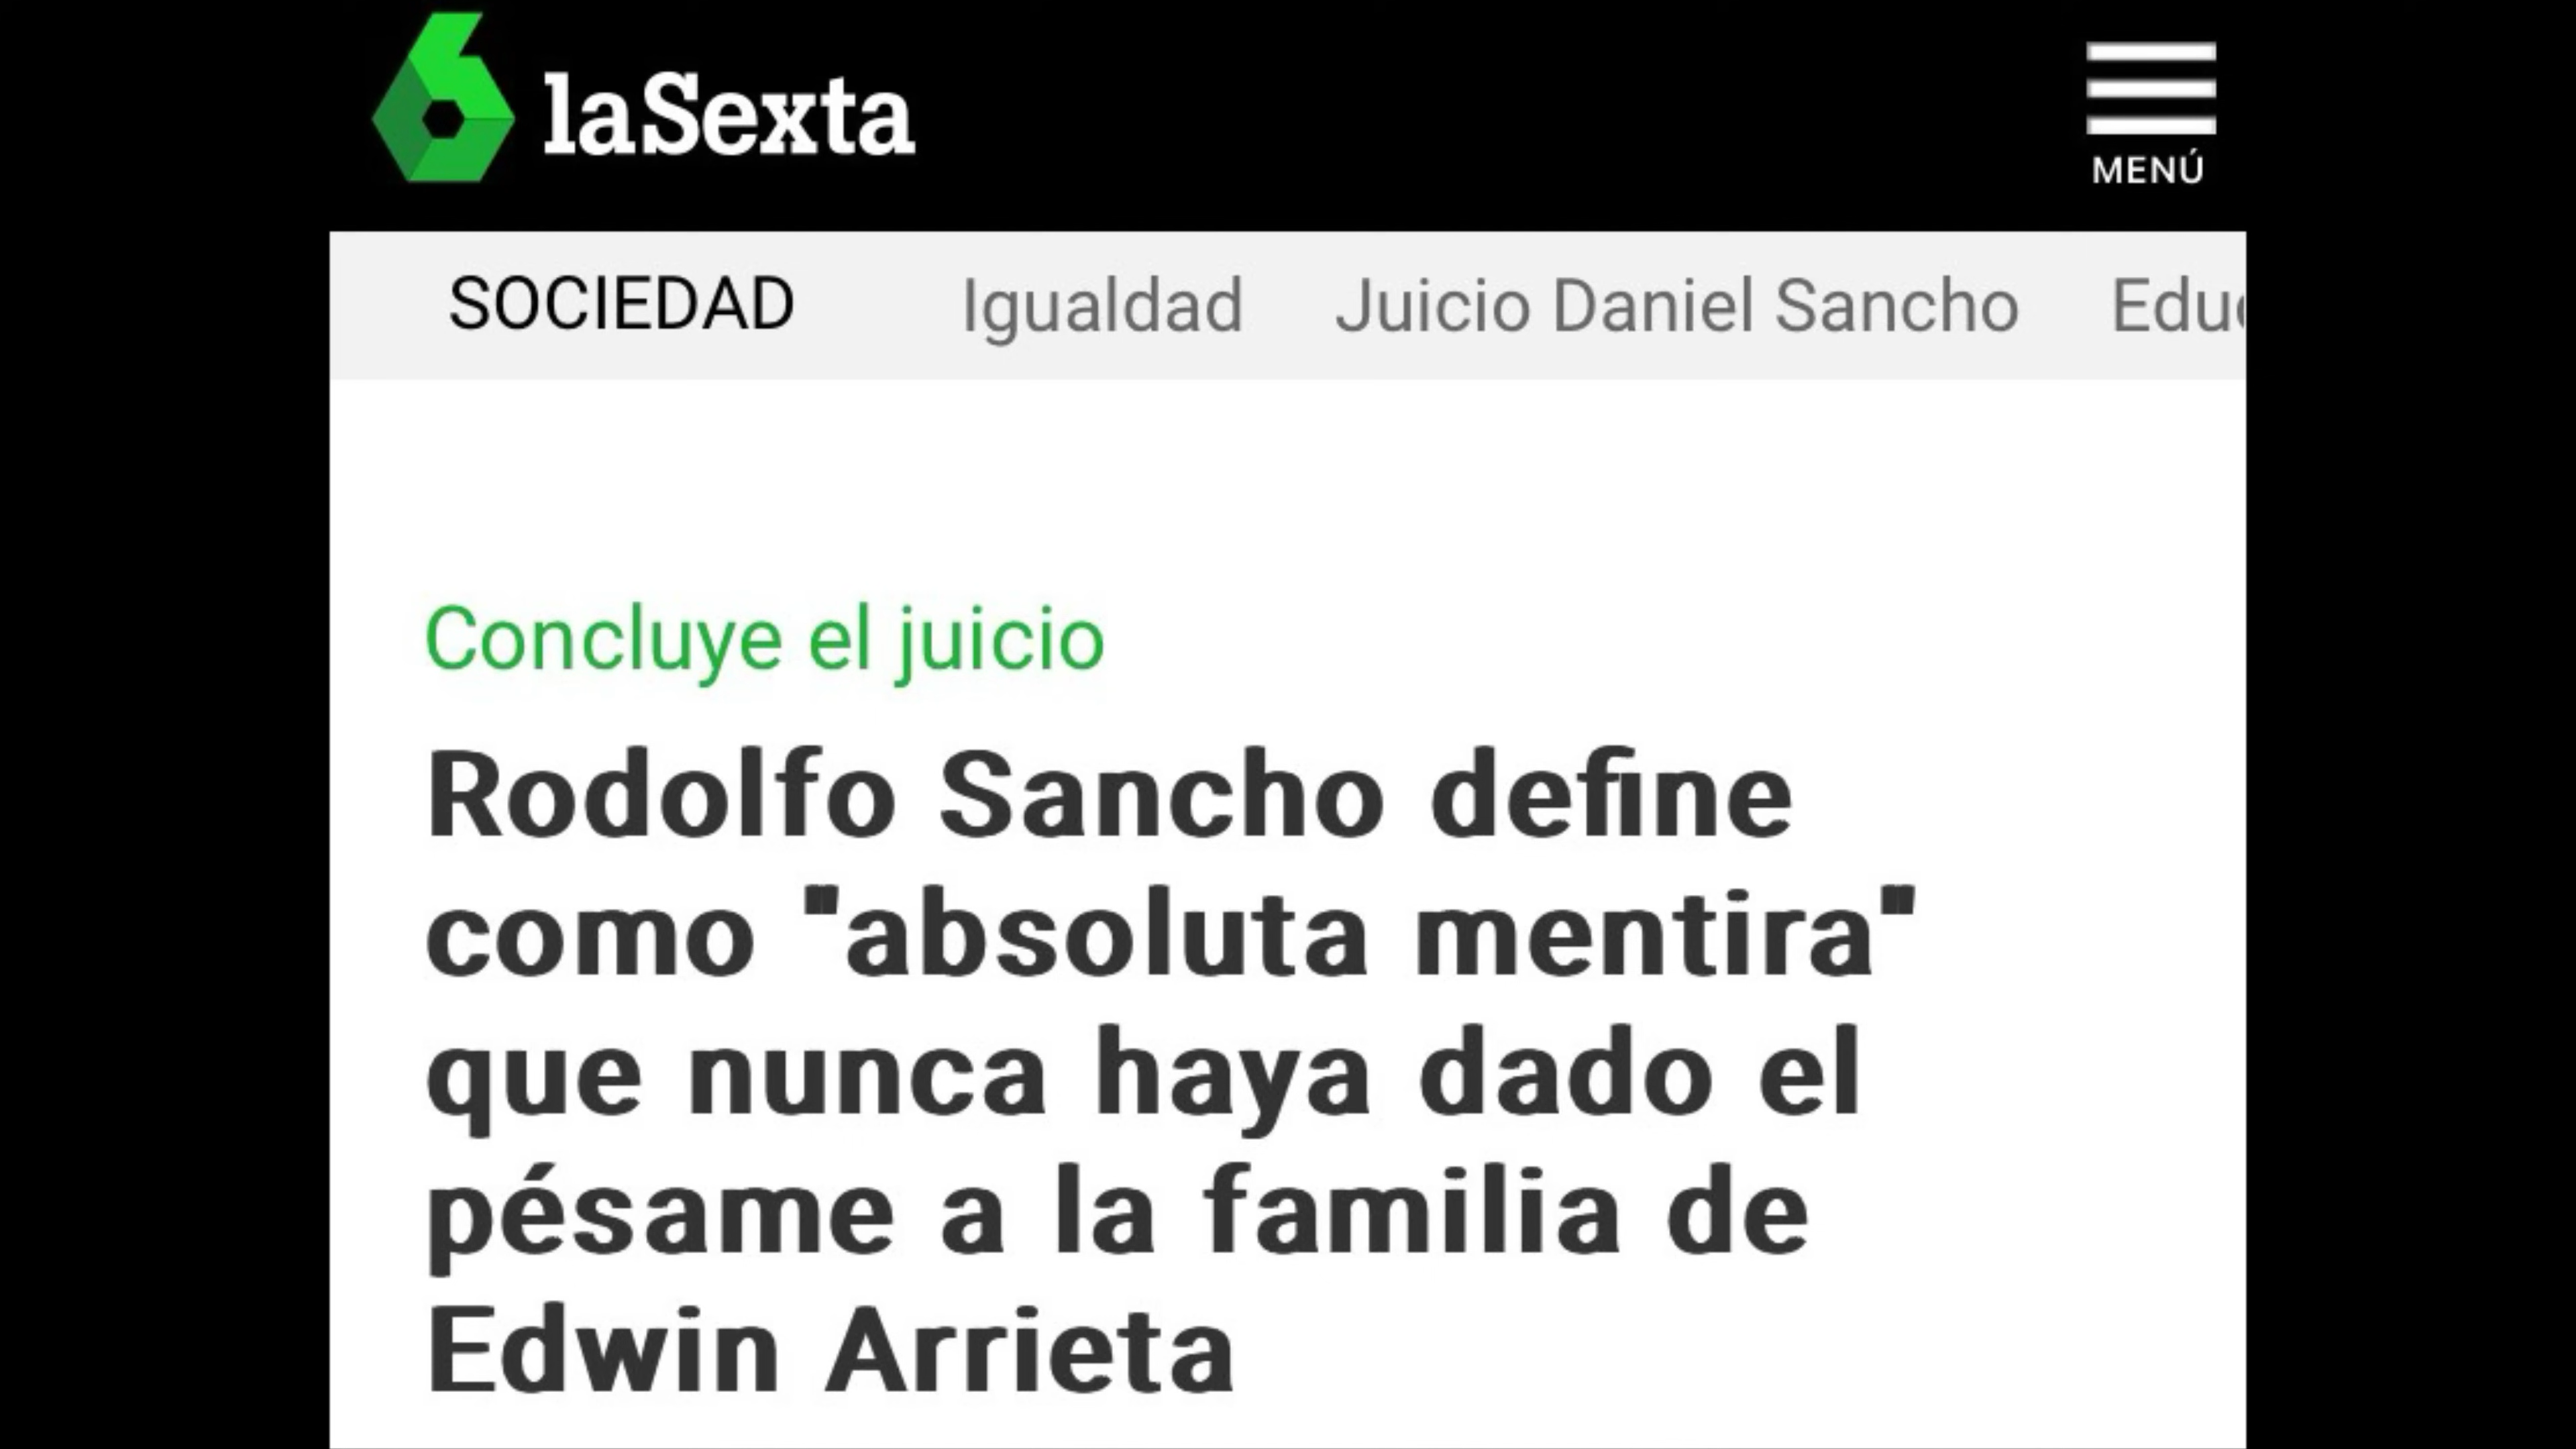 laSexta
MENÚ
SOCIEDAD Igualdad Juicio Daniel Sancho
Concluye el juicio
Rodolfo Sancho define
como "absoluta mentira"
que nunca haya dado el
pésame a la familia de
Edwin Arrieta